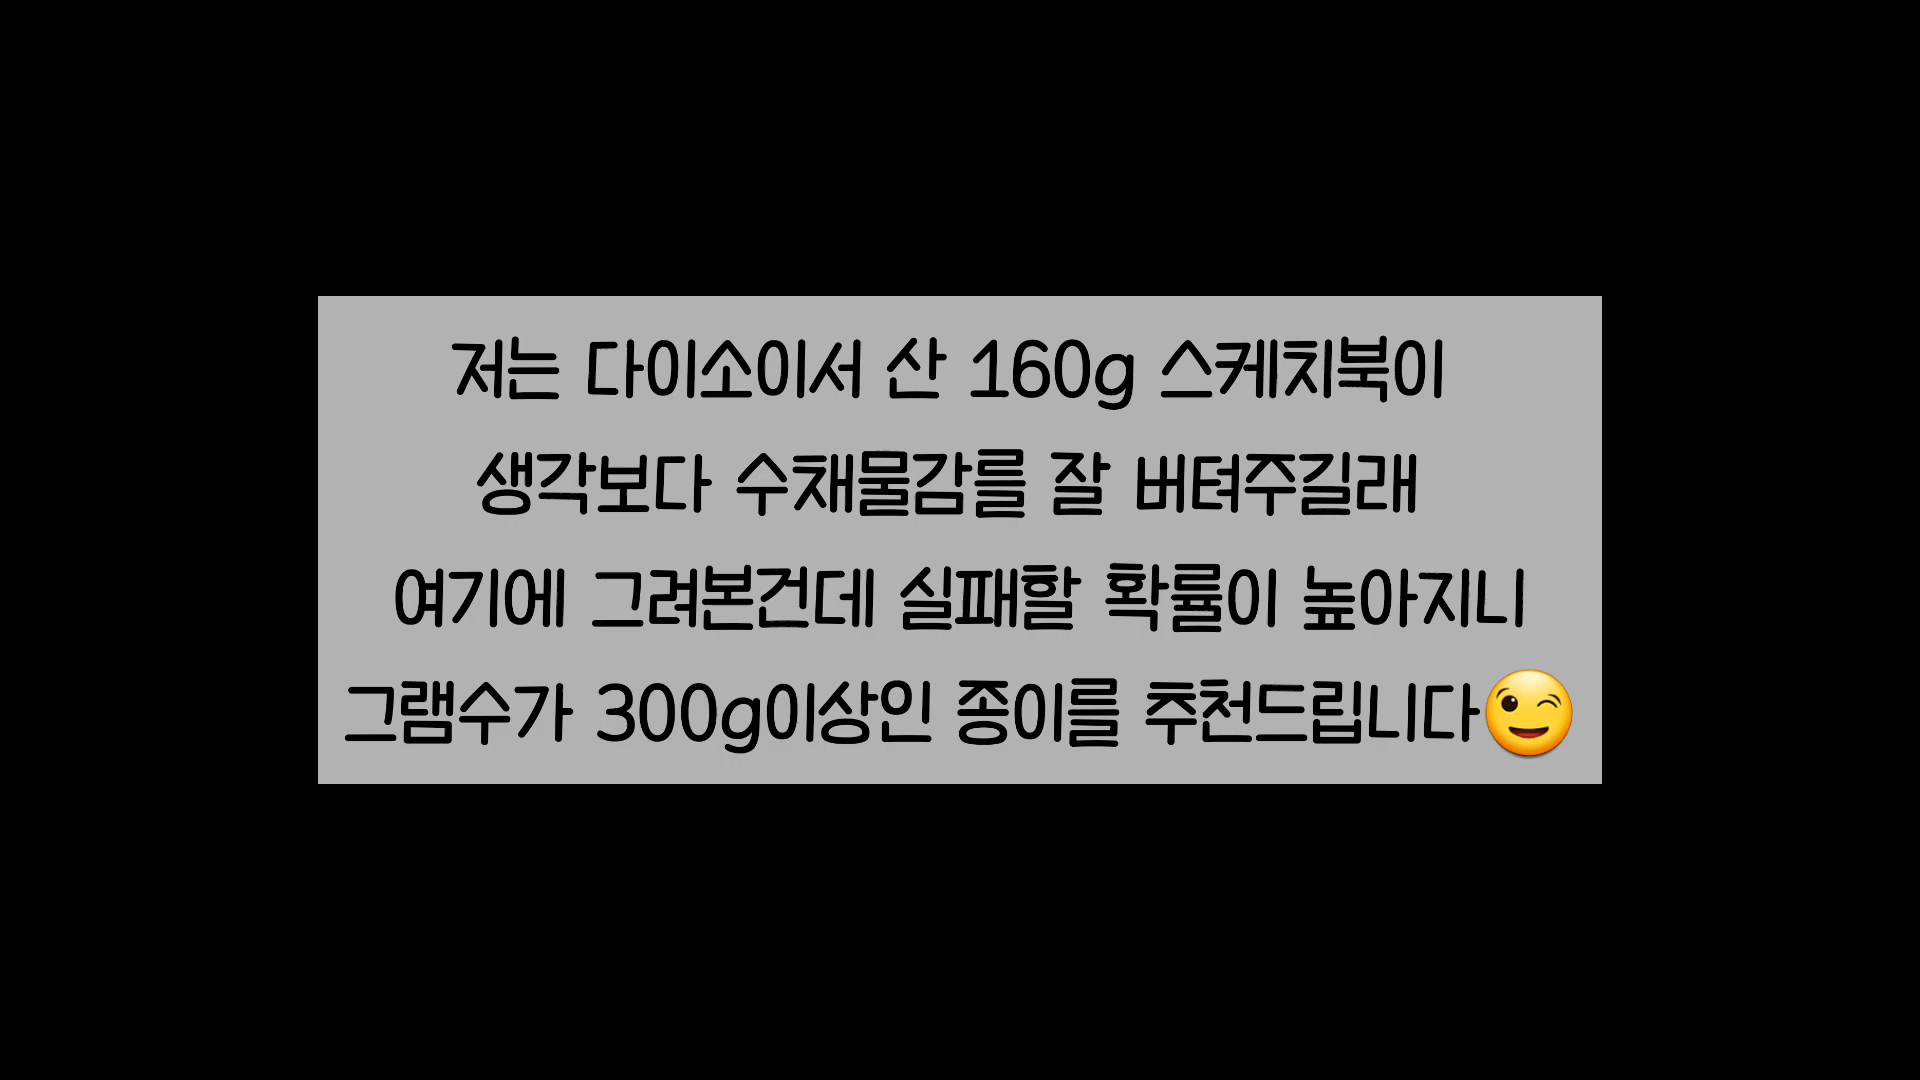 저는 다이소이서 산 160g 스케치북이
생각보다 수채물감를 잘 버텨주길래
여기에 그려본건데 실패할 확률이 높아지니
그램수가 300g이상인 종이를 추천드립니다😉